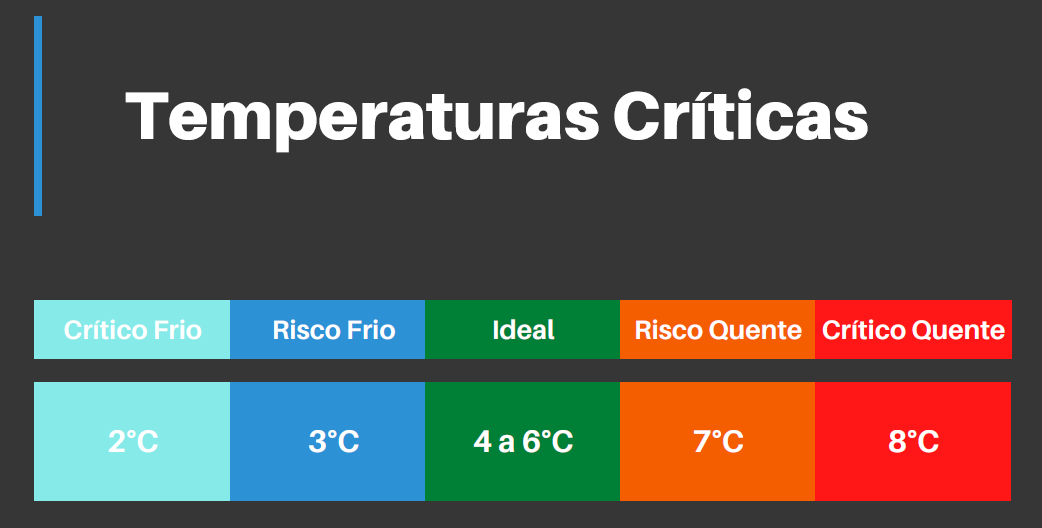 Temperaturas Críticas
Crítico Frio Risco Frio Ideal Risco Quente Crítico Quente
2°C 3°C 4 a 6°C 7°C 8°C